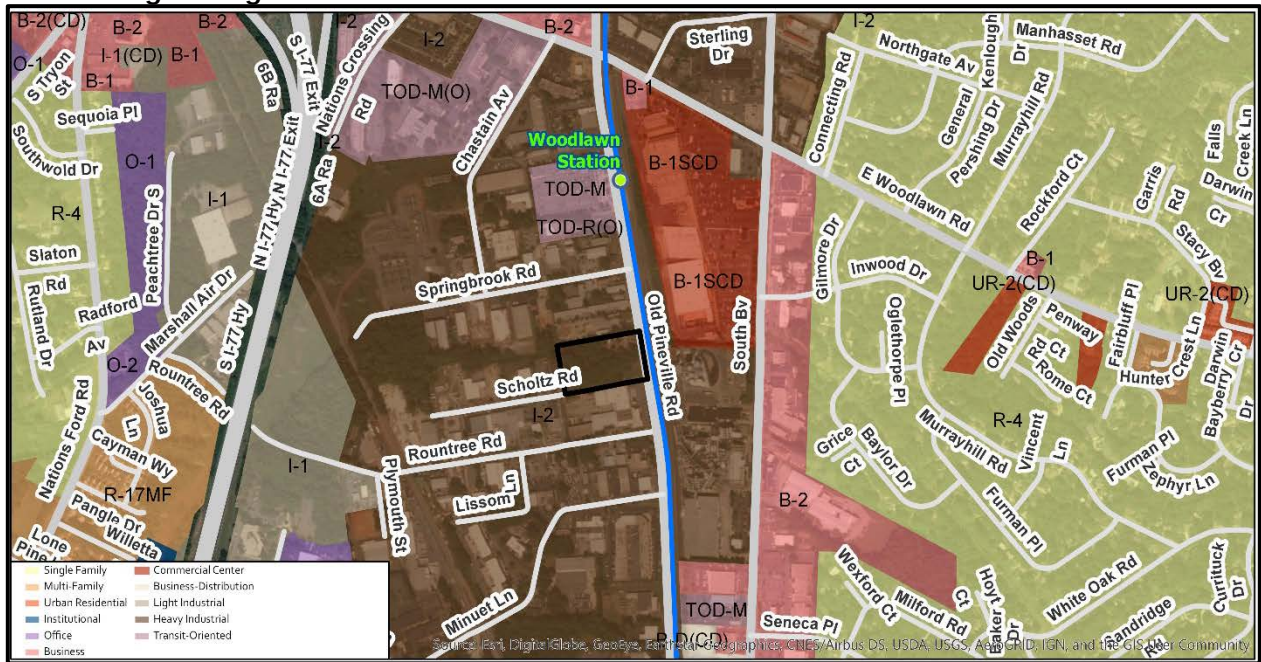 B-2(CD)
B-2
I-1(CD)
B-1
O-1
B-1
S Tryon
St
Sequoia Pl
Southwold Dr
O-1
R-4
I-1
Peachtree Dr S
Slaton
Rd
Rutland Dr
Radford
Av
Marshall Air Dr
O-2
Nations Ford Rd
Joshua
Ln
Cayman Wy
R-17MF
Pangle Dr
Willetta
Lone
Rountree Rd
S I-77 Hy
N I-77 Hy
N I-77 Exit
S I-77 Exit
6B Ra
6A Ra
Nations Crossing
Rd
I-2
I-2
I-2
TOD-M(O)
Chastain Av
B-2
Woodlawn
Station
TOD-M
TOD-R(O)
Springbrook Rd
Scholtz Rd
I-2
I-1
Rountree Rd
Plymouth St
Lissom Ln
Minuet Ln
Old Pineville Rd
Sterling
Dr
B-1
B-1SCD
B-1SCD
South Bv
B-2
TOD-M
Seneca Pl
I-2
Connecting Rd
Northgate Av
General
Pershing Dr
Kenlough
Dr
Manhasset Rd
Murrayhill Rd
E Woodlawn Rd
Rockford Ct
Garris
Rd
Falls
Creek Ln
Darwin
Cr
Stacy Bv
Gilmore Dr
Inwood Dr
Oglethorpe Pl
B-1
UR-2(CD)
UR-2(CD)
Old Woods
Rd
Penway
Ct
Rome Ct
Fairbluff Pl
Hunter
Crest Ln
Darwin
Bayberry Cr
Dr
R-4
Murrayhill Rd
Vincent
Ln
Furman Pl
Zephyr Ln
Grice
Ct
Baylor Dr
Furman Pl
Wexford Ct
Milford Rd
Ct
Hoyt
Dr
White Oak Rd
Sandridge
Currituck
Dr
Single Family
Multi-Family
Urban Residential
Institutional
Office
Business
Commercial Center
Business-Distribution
Light Industrial
Heavy Industrial
Transit-Oriented
Source: Esri, DigitalGlobe, GeoEye, Earthstar Geographics, CNES/Airbus DS, USDA, USGS, AeroGRID, IGN, and the GIS User Community